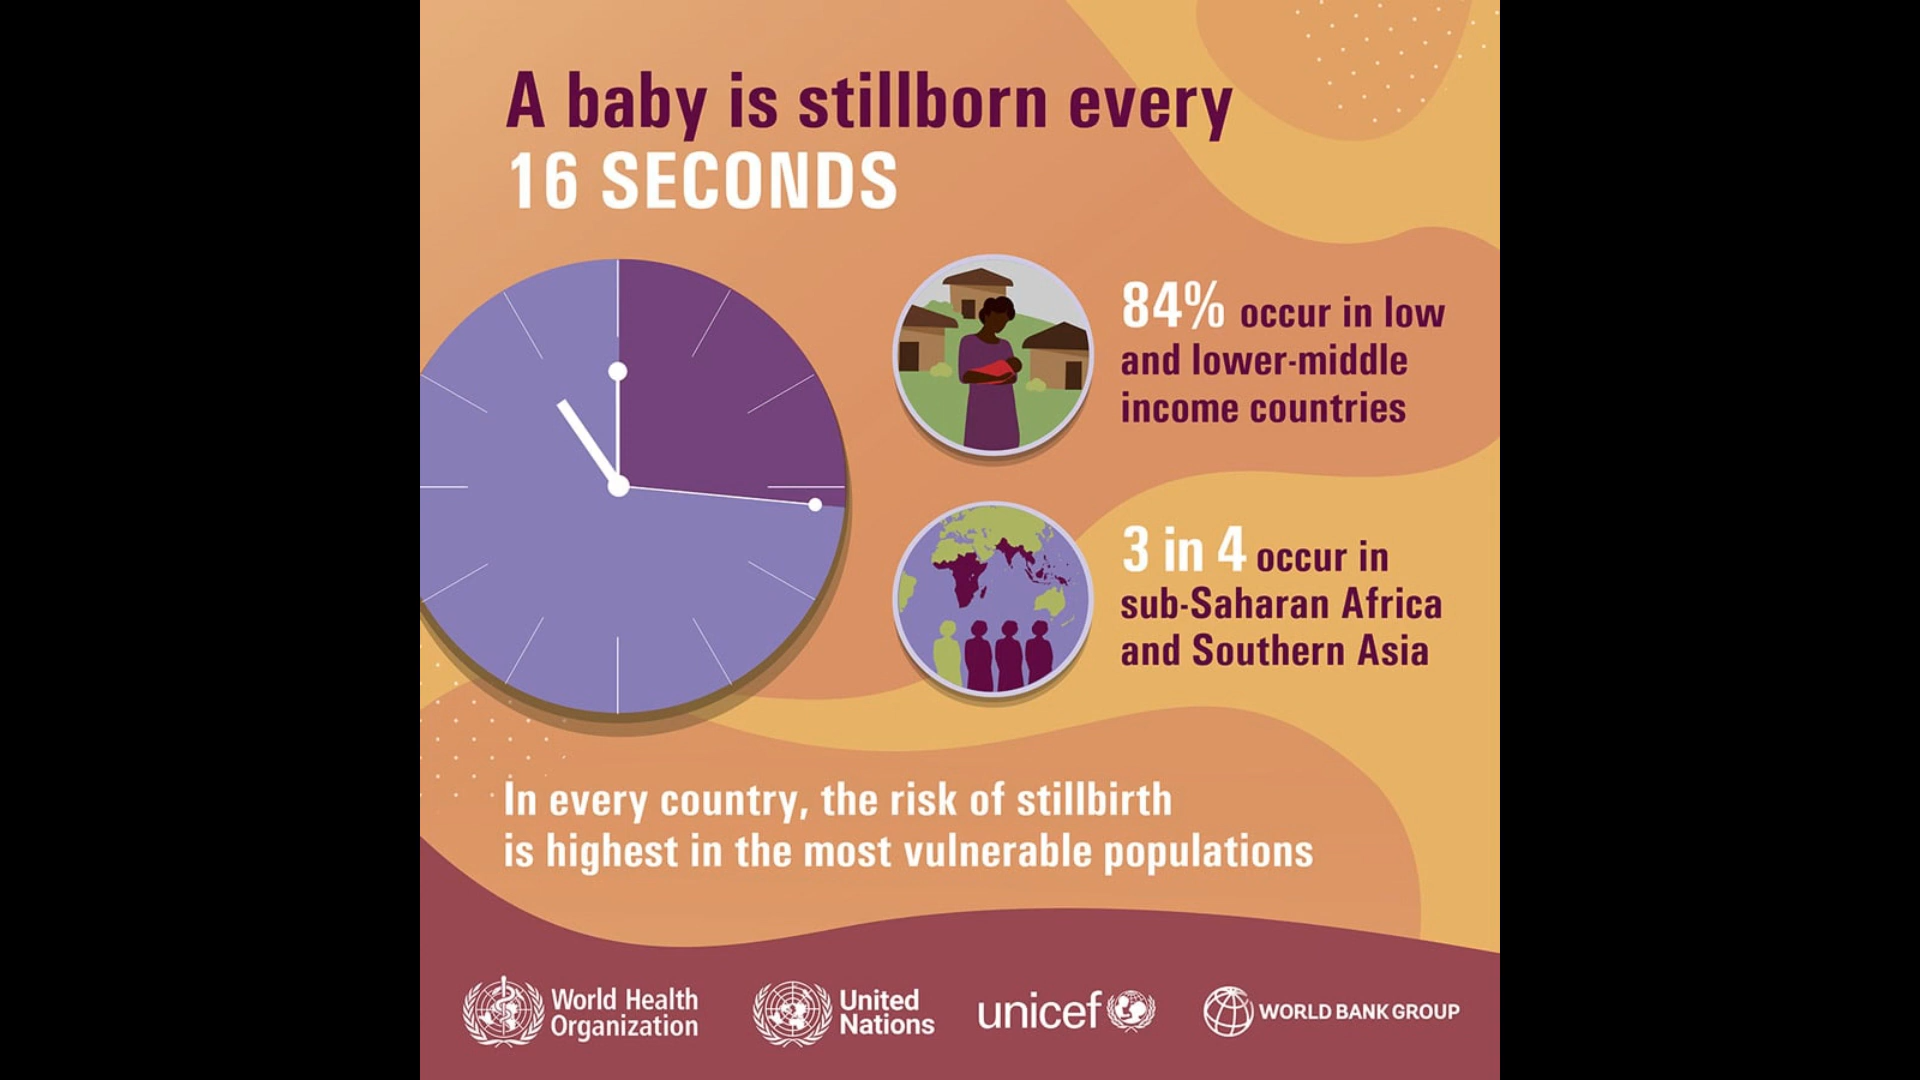 A baby is stillborn every
16 SECONDS
84% occur in low
and lower-middle
income countries
3 in 4 occur in
sub-Saharan Africa
and Southern Asia
In every country, the risk of stillbirth
is highest in the most vulnerable populations
World Health
Organization
United
Nations
unicef
WORLD BANK GROUP